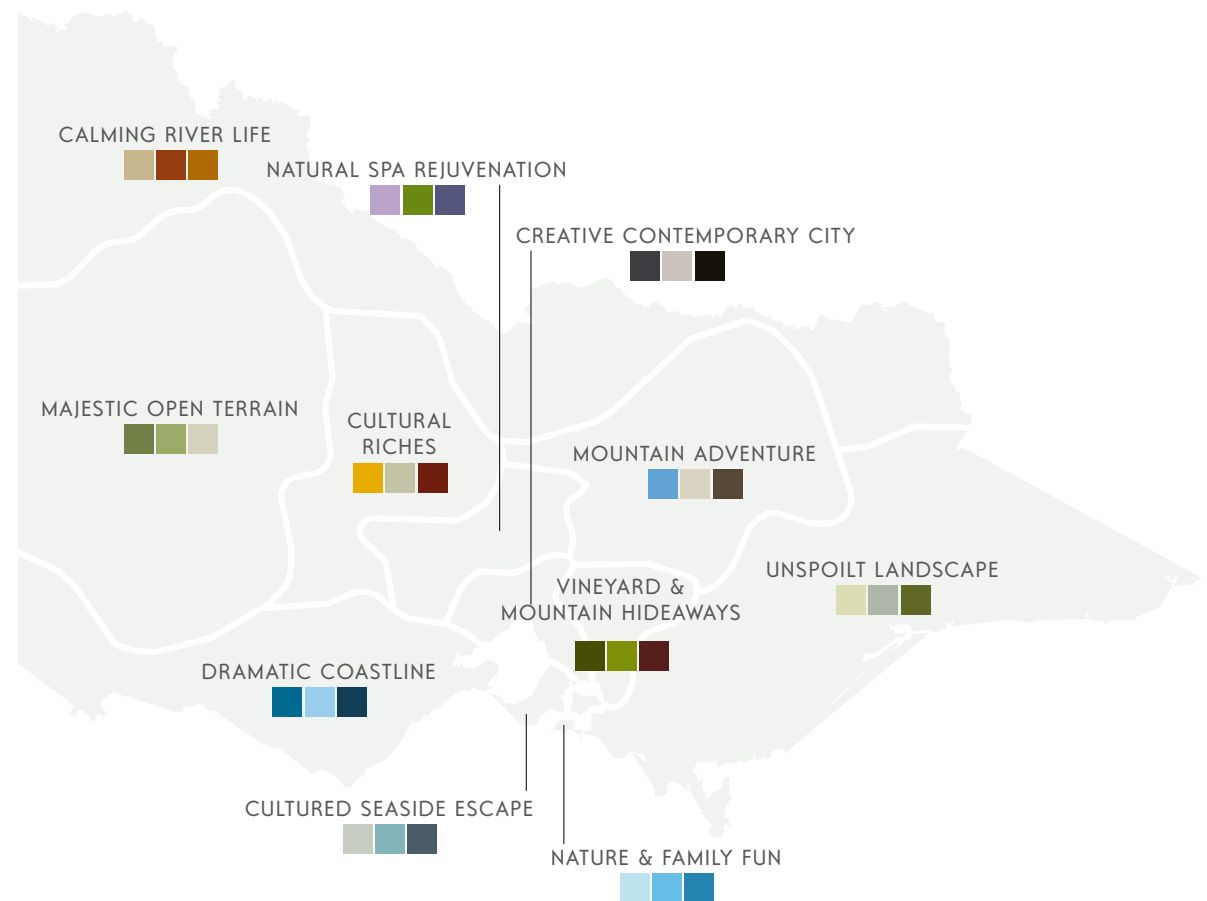 CALMING RIVER LIFE
NATURAL SPA REJUVENATION
CREATIVE CONTEMPORARY CITY
MAJESTIC OPEN TERRAIN
CULTURAL
RICHES
MOUNTAIN ADVENTURE
UNSPOILT LANDSCAPE
VINEYARD &
MOUNTAIN HIDEAWAYS
DRAMATIC COASTLINE
CULTURED SEASIDE ESCAPE
NATURE & FAMILY FUN